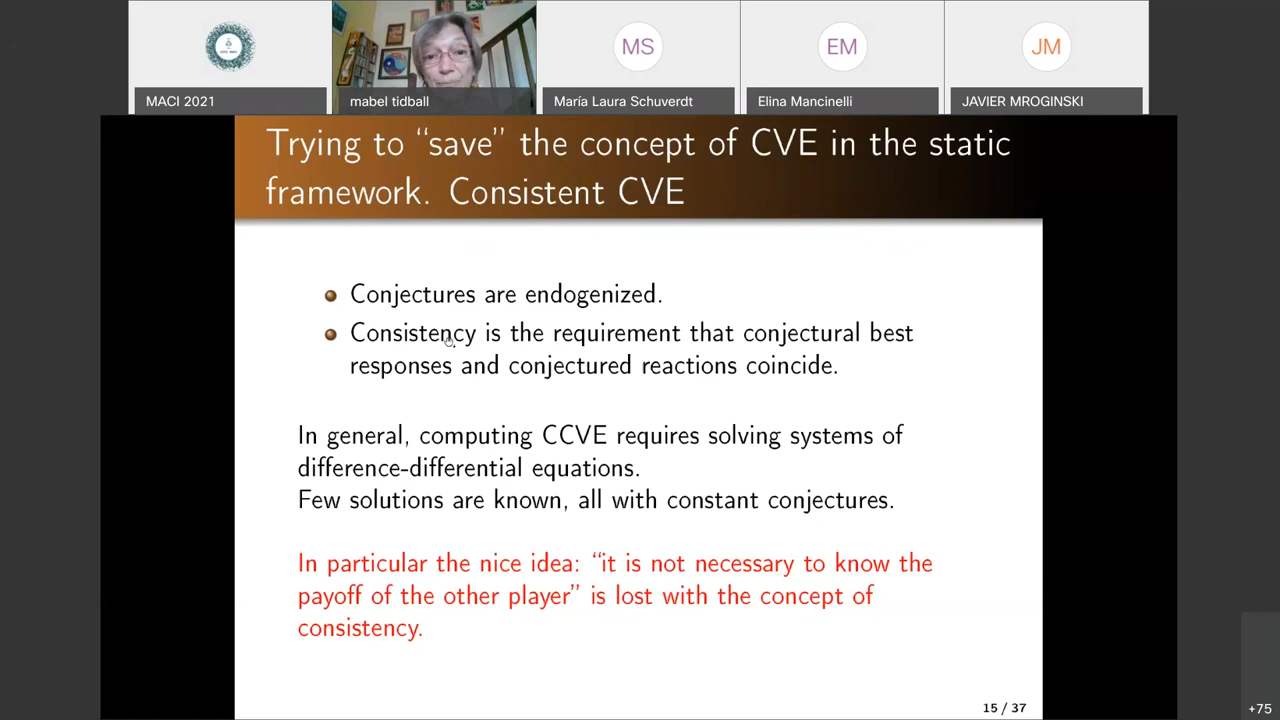 MS
EM
JM
MACI 2021
mabel tidball
María Laura Schuverdt
Elina Mancinelli
JAVIER MROGINSKI
Trying to “save” the concept of CVE in the static
framework. Consistent CVE
Conjectures are endogenized.
Consistency is the requirement that conjectural best
responses and conjectured reactions coincide.
In general, computing CCVE requires solving systems of
difference-differential equations.
Few solutions are known, all with constant conjectures.
In particular the nice idea: “it is not necessary to know the
payoff of the other player” is lost with the concept of
consistency.
15 / 37
+75